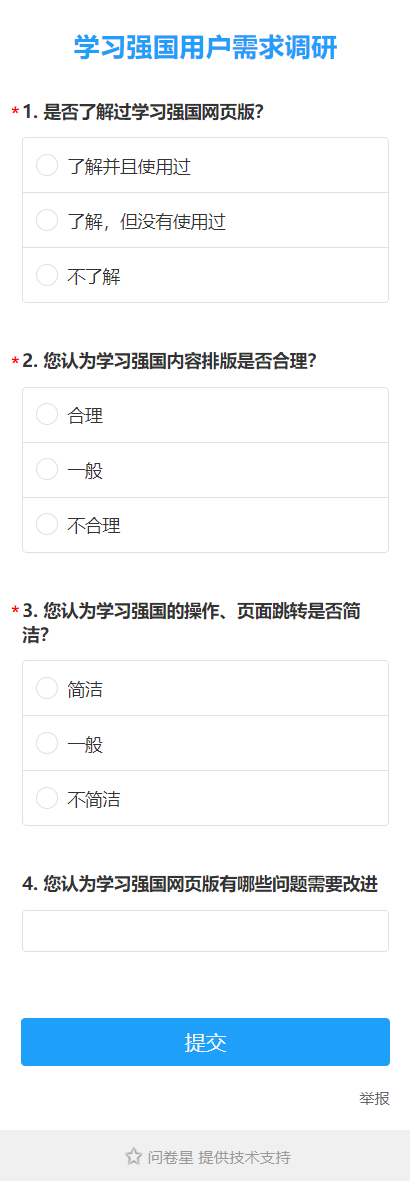 学习强国用户需求调研
*1. 是否了解过学习强国网页版？
了解并且使用过
了解，但没有使用过
不了解
*2. 您认为学习强国内容排版是否合理？
合理
一般
不合理
*3. 您认为学习强国的操作、页面跳转是否简
洁？
简洁
一般
不简洁
4. 您认为学习强国网页版有哪些问题需要改进
提交
举报
问卷星 提供技术支持